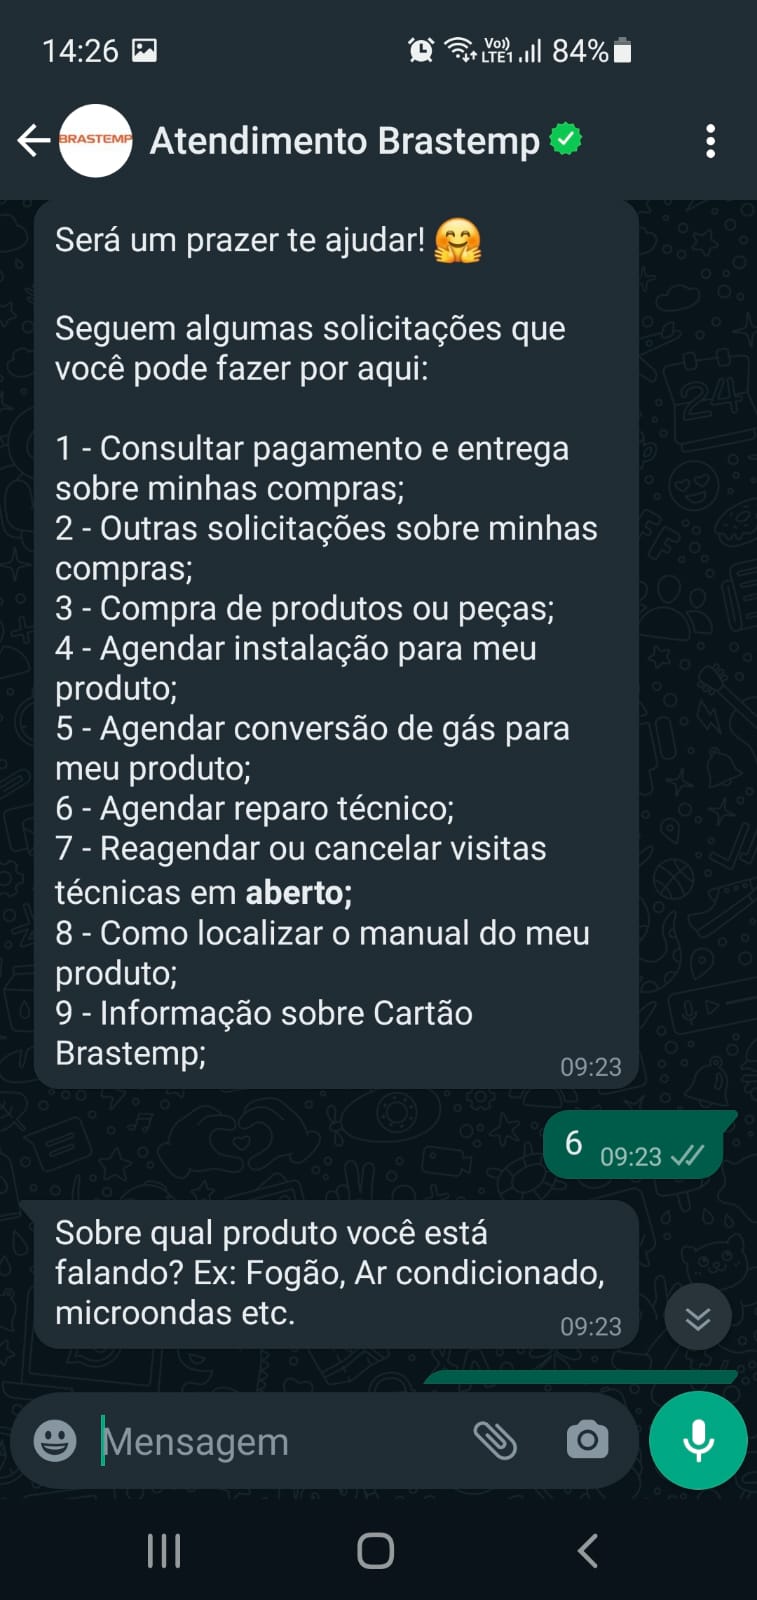 14:26
Vo)) LTE1 84%
BRASTEMP
Atendimento Brastemp
Será um prazer te ajudar! 🤗
Seguem algumas solicitações que
você pode fazer por aqui:
1 - Consultar pagamento e entrega
sobre minhas compras;
2 - Outras solicitações sobre minhas
compras;
3 - Compra de produtos ou peças;
4 - Agendar instalação para meu
produto;
5 - Agendar conversão de gás para
meu produto;
6 - Agendar reparo técnico;
7 - Reagendar ou cancelar visitas
técnicas em aberto;
8 - Como localizar o manual do meu
produto;
9 - Informação sobre Cartão
Brastemp;
09:23
6 09:23
Sobre qual produto você está
falando? Ex: Fogão, Ar condicionado,
microondas etc.
09:23
Mensagem